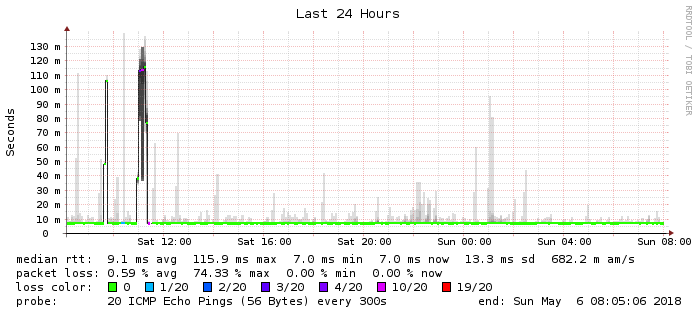 Last 24 Hours
RRDTOOL / TOBI OETIKER
Seconds
130 m
120 m
110 m
100 m
90 m
80 m
70 m
60 m
50 m
40 m
30 m
20 m
10 m
0
Sat 12:00 Sat 16:00 Sat 20:00 Sun 00:00 Sun 04:00 Sun 08:00
median rtt: 9.1 ms avg 115.9 ms max 7.0 ms min 7.0 ms now 13.3 ms sd 682.2 m am/s
packet loss: 0.59 % avg 74.33 % max 0.00 % min 0.00 % now
loss color: 0 1/20 2/20 3/20 4/20 10/20 19/20
probe: 20 ICMP Echo Pings (56 Bytes) every 300s end: Sun May 6 08:05:06 2018